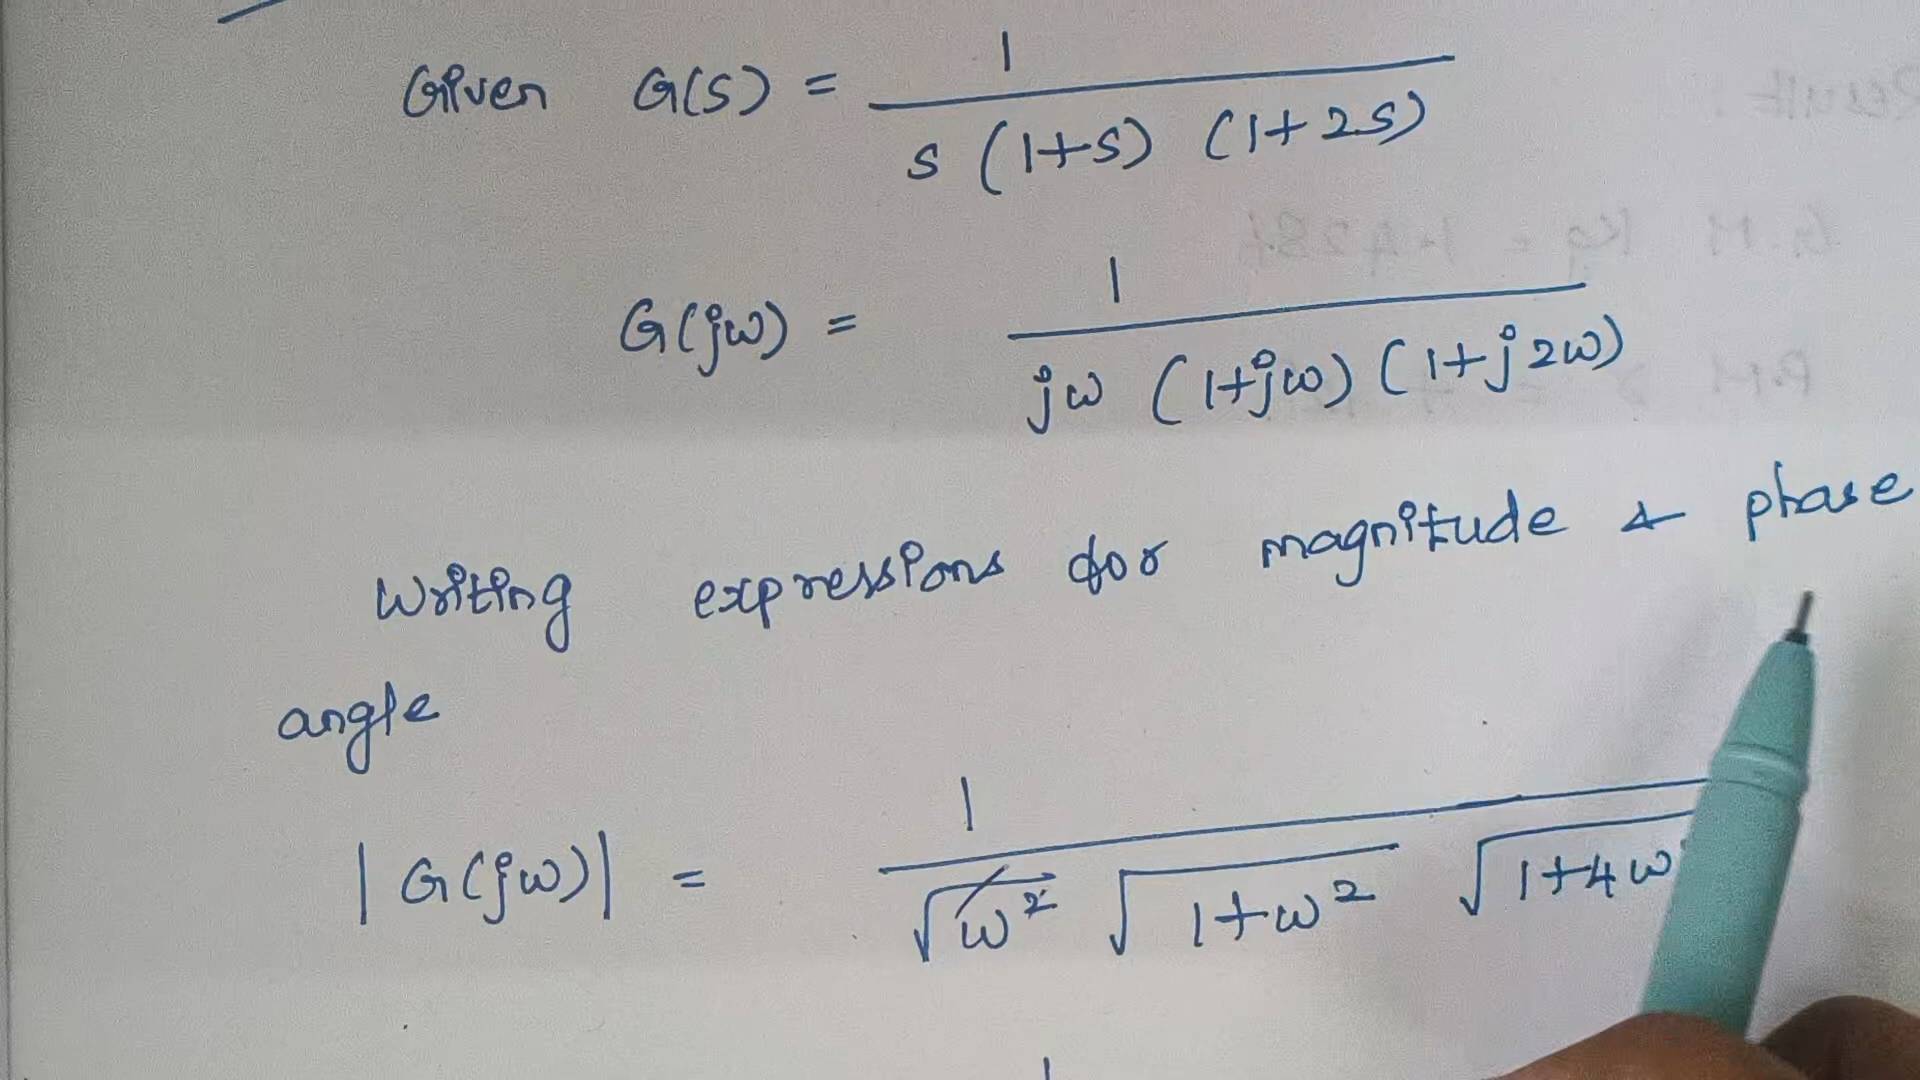 Given G(s) = 1 / s (1+s) (1+2s)
G(jω) = 1 / jω (1+jω) (1+j2ω)
Writing expressions for magnitude & phase
angle
|G(jω)| = 1 / √ω² √1+ω² √1+4ω